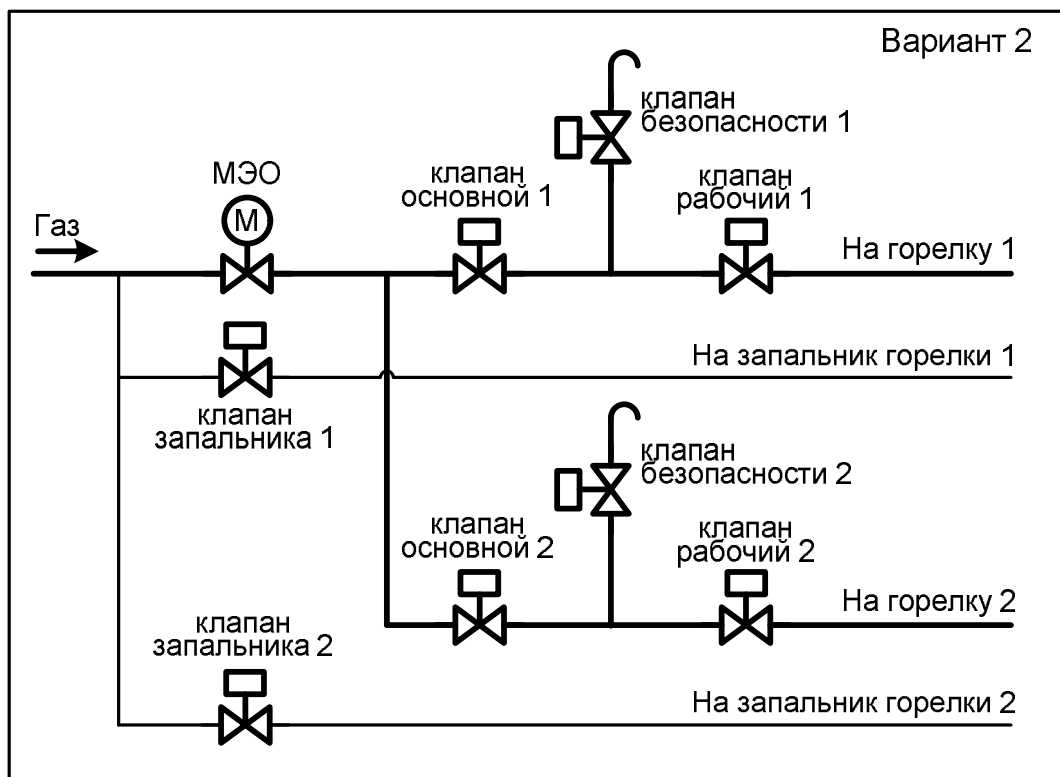 Вариант 2
клапан
безопасности 1
МЭО
M
клапан
основной 1
клапан
рабочий 1
Газ
На горелку 1
На запальник горелки 1
клапан
запальника 1
клапан
безопасности 2
клапан
основной 2
клапан
рабочий 2
На горелку 2
клапан
запальника 2
На запальник горелки 2